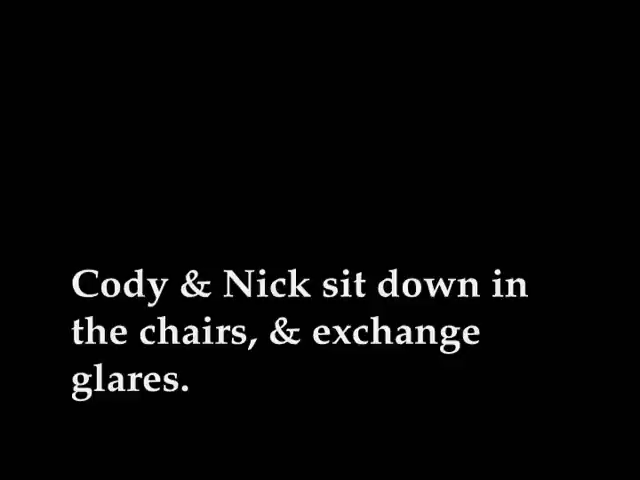 Cody & Nick sit down in
the chairs, & exchange
glares.